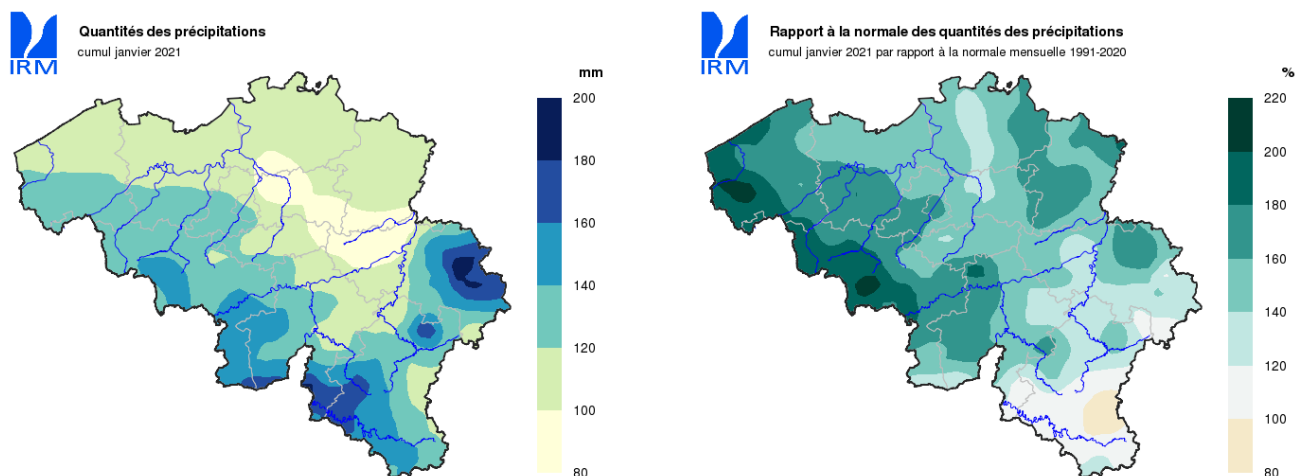 IRM
Quantités des précipitations
cumul janvier 2021
mm
200
180
160
140
120
100
80
IRM
Rapport à la normale des quantités des précipitations
cumul janvier 2021 par rapport à la normale mensuelle 1991-2020
%
220
200
180
160
140
120
100
80